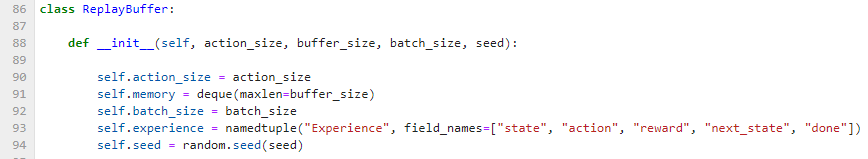 86 class ReplayBuffer:
87
88     def __init__(self, action_size, buffer_size, batch_size, seed):
89
90         self.action_size = action_size
91         self.memory = deque(maxlen=buffer_size)
92         self.batch_size = batch_size
93         self.experience = namedtuple("Experience", field_names=["state", "action", "reward", "next_state", "done"])
94         self.seed = random.seed(seed)